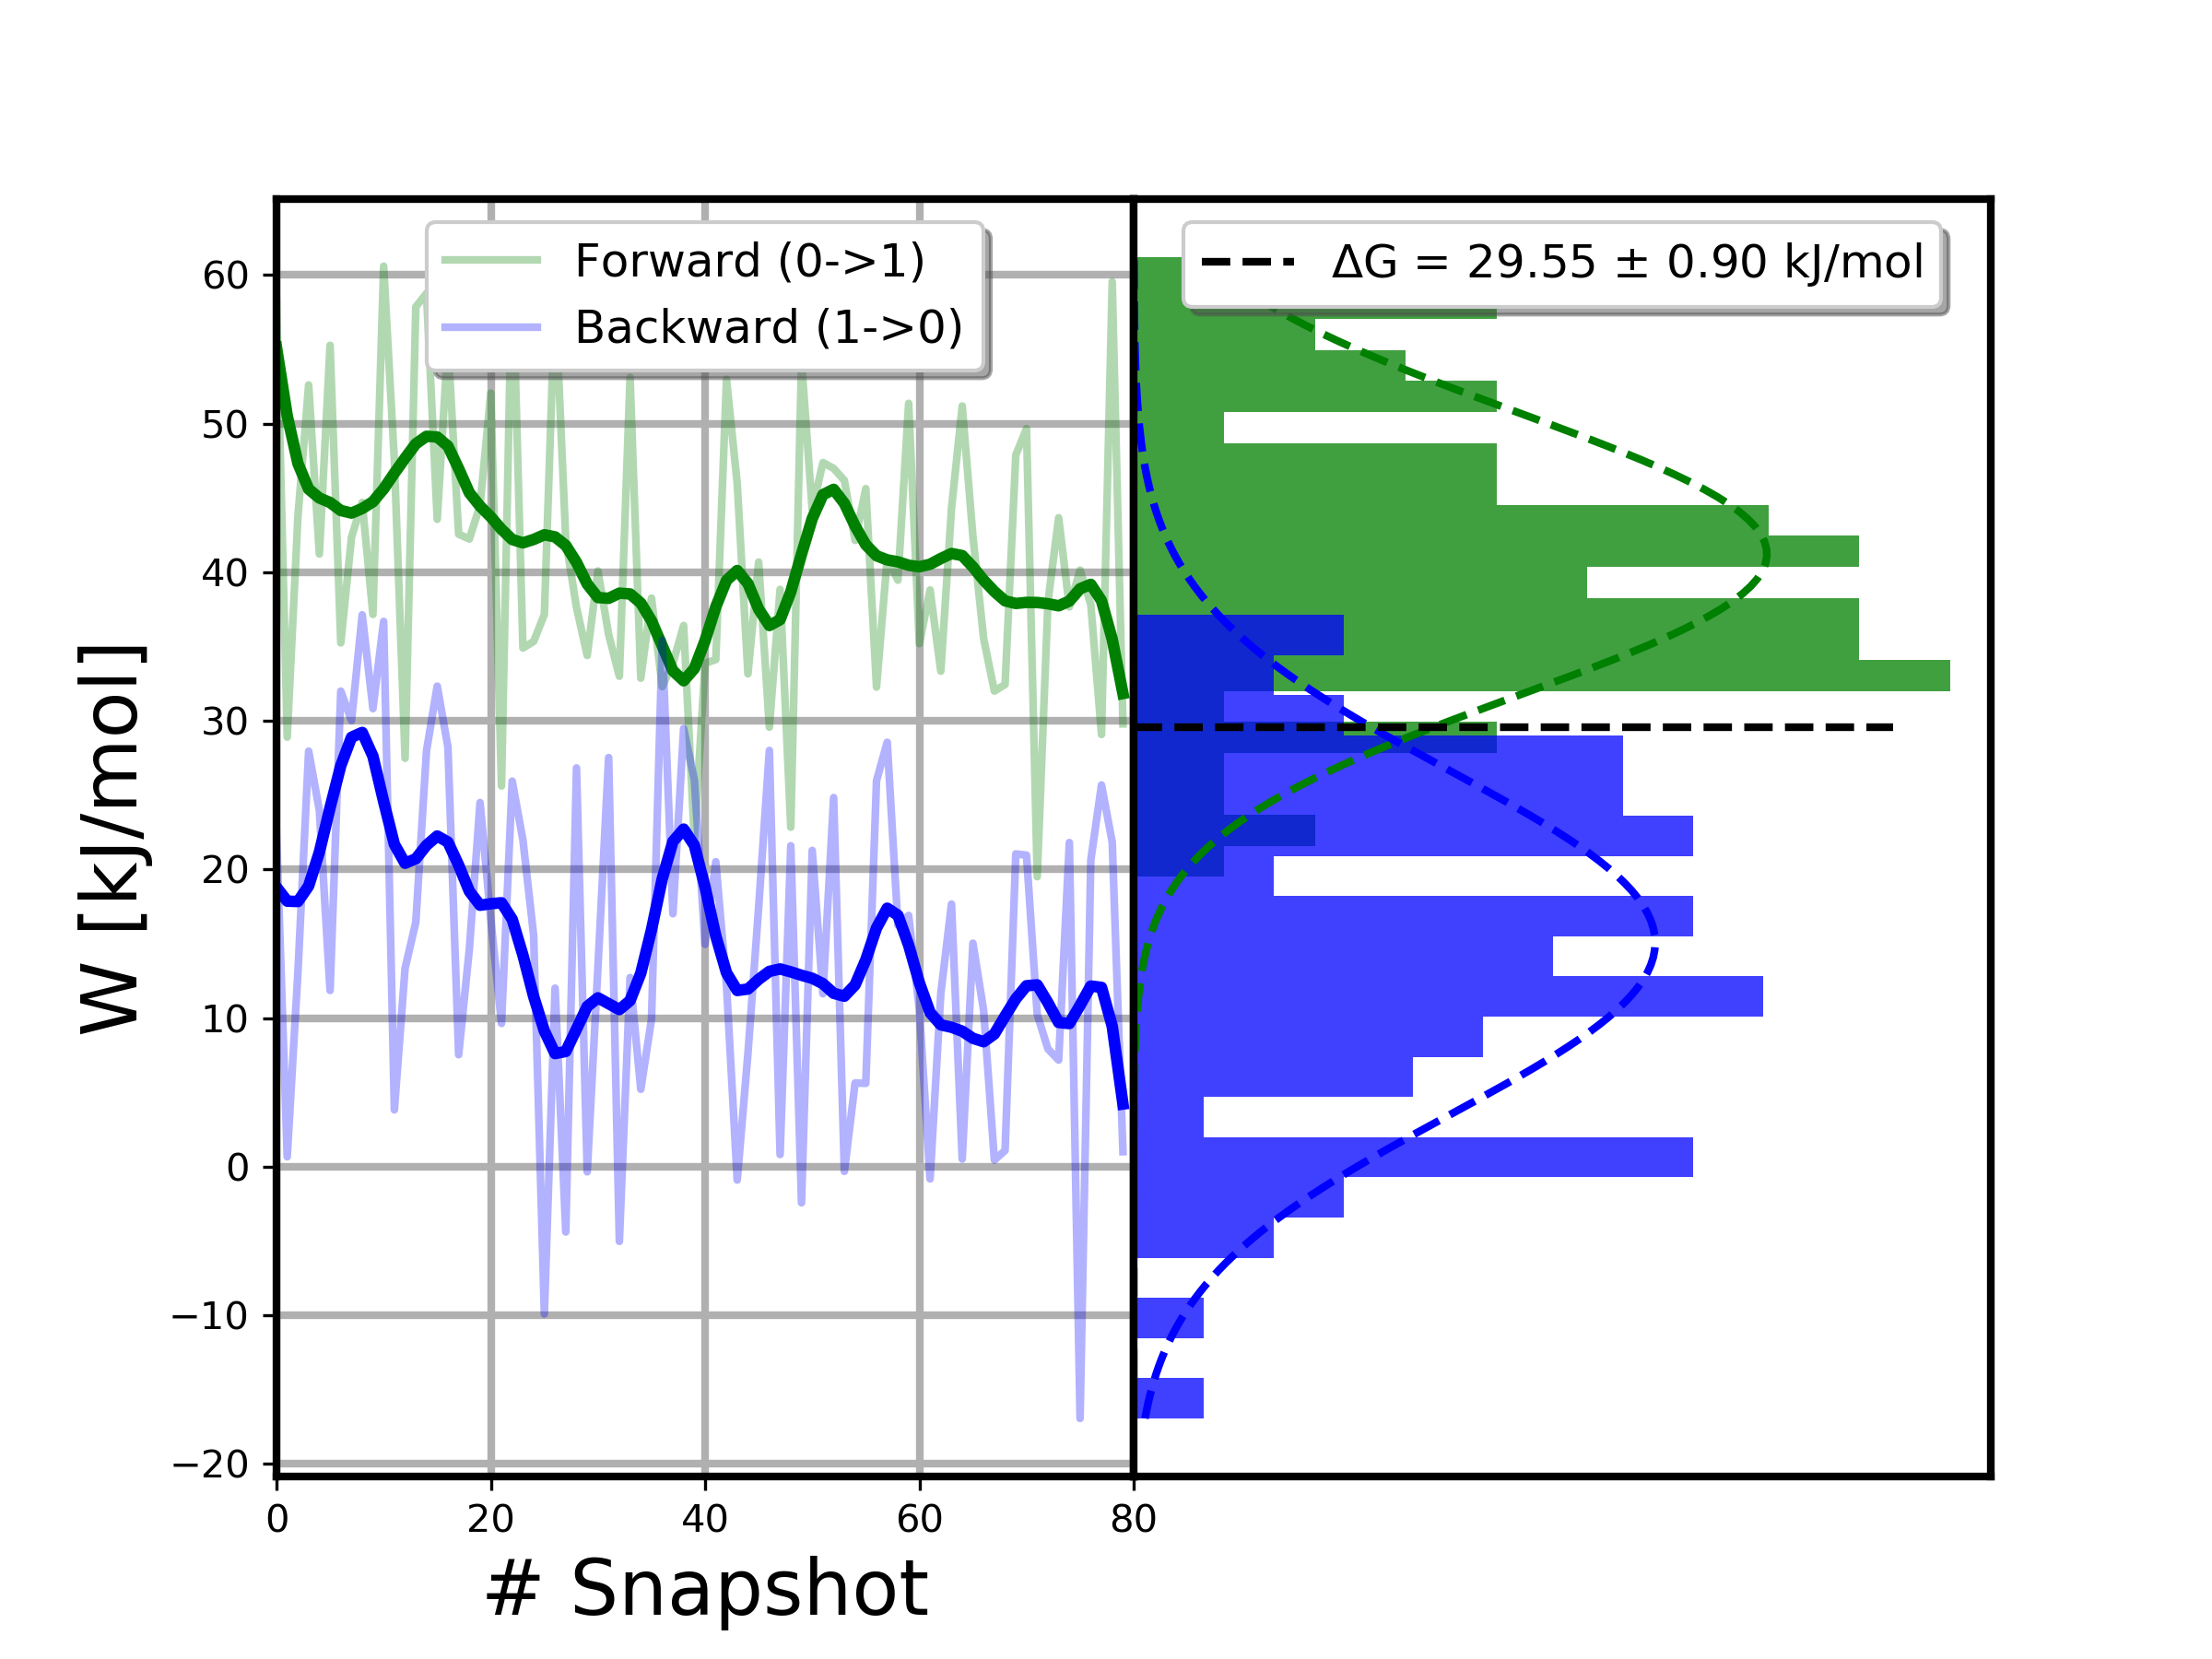 Forward (0->1)
Backward (1->0)
ΔG = 29.55 ± 0.90 kJ/mol
W [kJ/mol]
60
50
40
30
20
10
0
−10
−20
0 20 40 60 80
# Snapshot